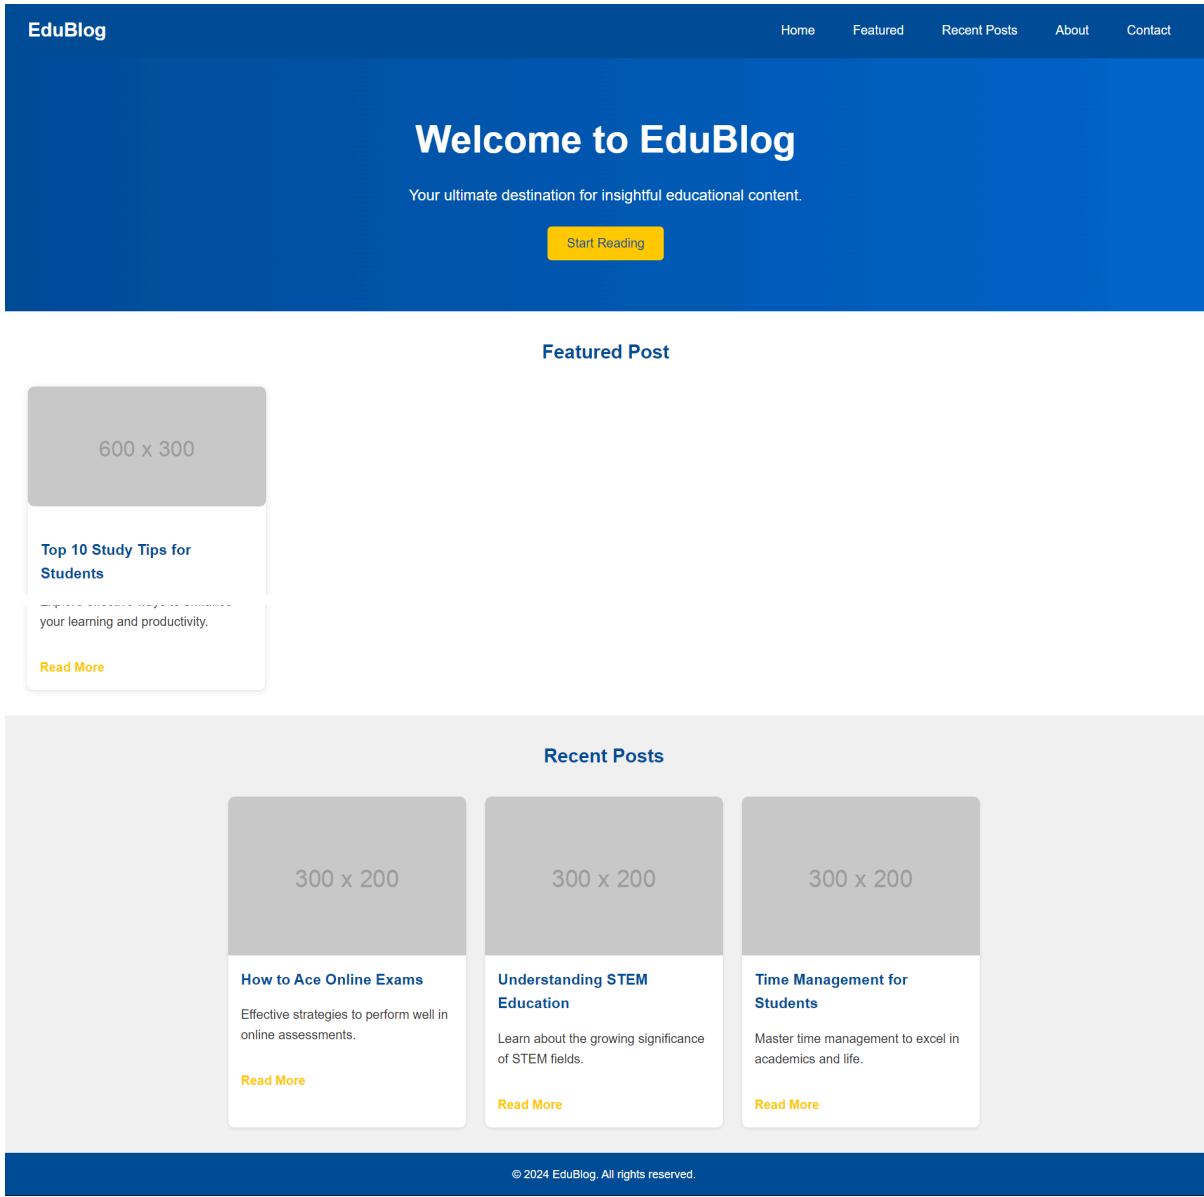 EduBlog
Home Featured Recent Posts About Contact
Welcome to EduBlog
Your ultimate destination for insightful educational content.
Start Reading
Featured Post
600 x 300
Top 10 Study Tips for
Students
your learning and productivity.
Read More
Recent Posts
300 x 200
How to Ace Online Exams
Effective strategies to perform well in
online assessments.
Read More
300 x 200
Understanding STEM
Education
Learn about the growing significance
of STEM fields.
Read More
300 x 200
Time Management for
Students
Master time management to excel in
academics and life.
Read More
© 2024 EduBlog. All rights reserved.